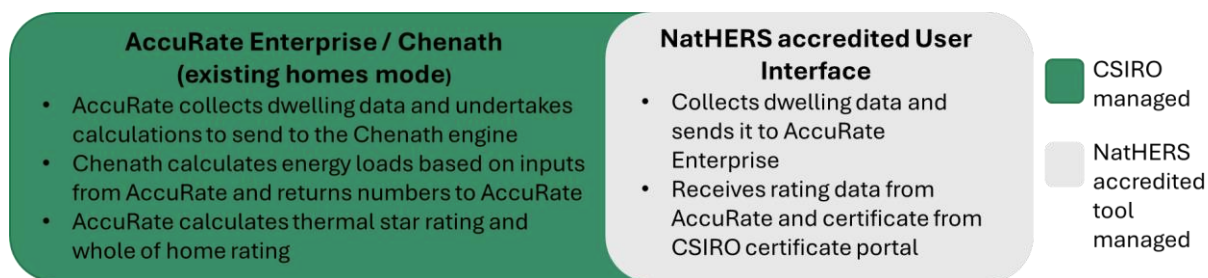 AccuRate Enterprise / Chenath
(existing homes mode)
• AccuRate collects dwelling data and undertakes
calculations to send to the Chenath engine
• Chenath calculates energy loads based on inputs
from AccuRate and returns numbers to AccuRate
• AccuRate calculates thermal star rating and
whole of home rating
NatHERS accredited User
Interface
• Collects dwelling data and
sends it to AccuRate
Enterprise
• Receives rating data from
AccuRate and certificate from
CSIRO certificate portal
CSIRO
managed
NatHERS
accredited
tool
managed